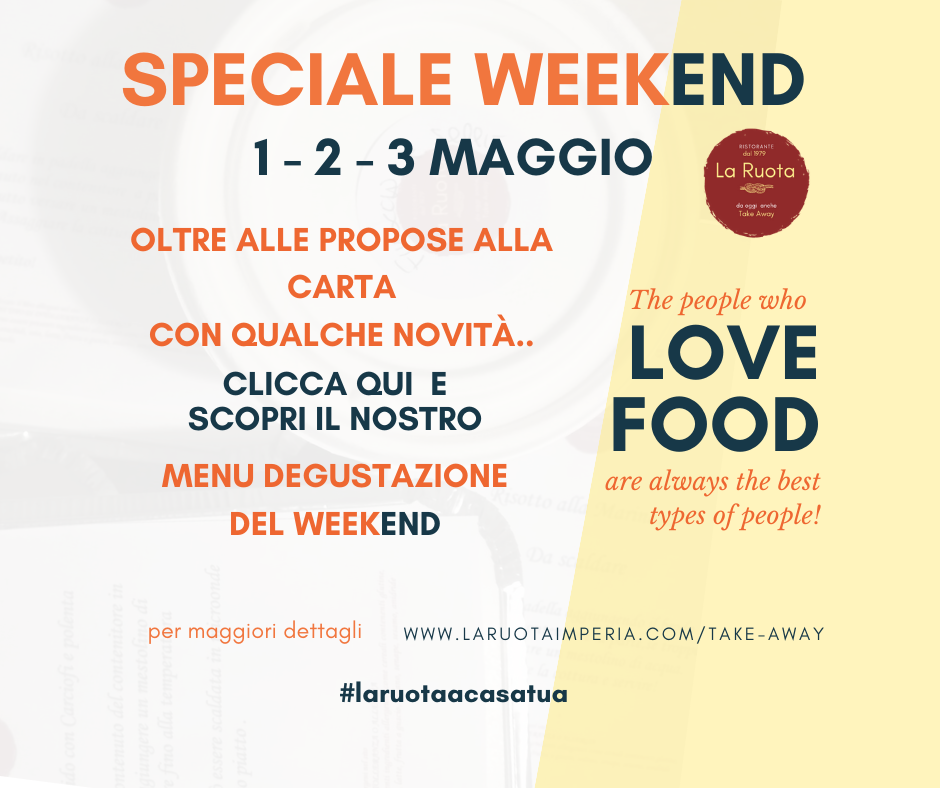 SPECIALE WEEKEND
1 - 2 - 3 MAGGIO
RISTORANTE
dal 1979
La Ruota
da oggi anche
Take Away
OLTRE ALLE PROPOSE ALLA
CARTA
CON QUALCHE NOVITÀ..
CLICCA QUI E
SCOPRI IL NOSTRO
MENU DEGUSTAZIONE
DEL WEEKEND
The people who
LOVE
FOOD
are always the best
types of people!
per maggiori dettagli
WWW.LARUOTAIMPERIA.COM/TAKE-AWAY
#laruotaacasatua